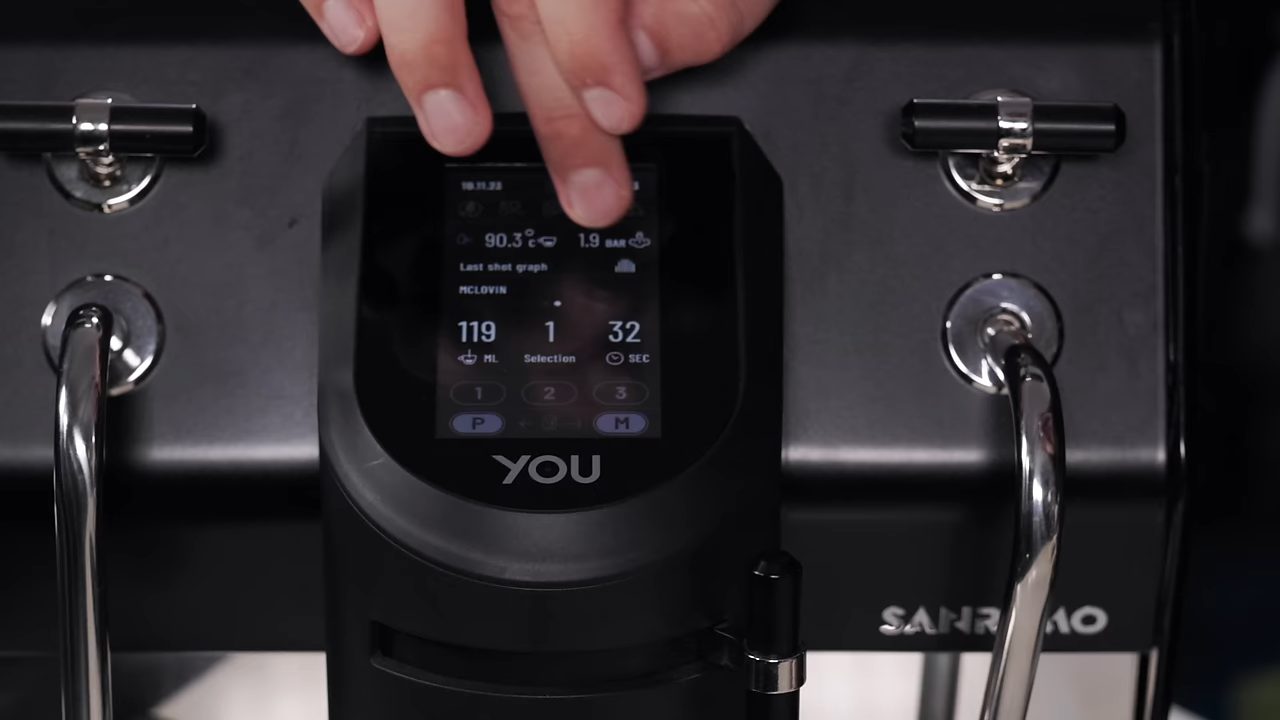 10.11.23
90.3 °C 1.9 BAR
Last shot graph
MCLOVIN
119 1 32
ML Selection SEC
1 2 3
P M
YOU